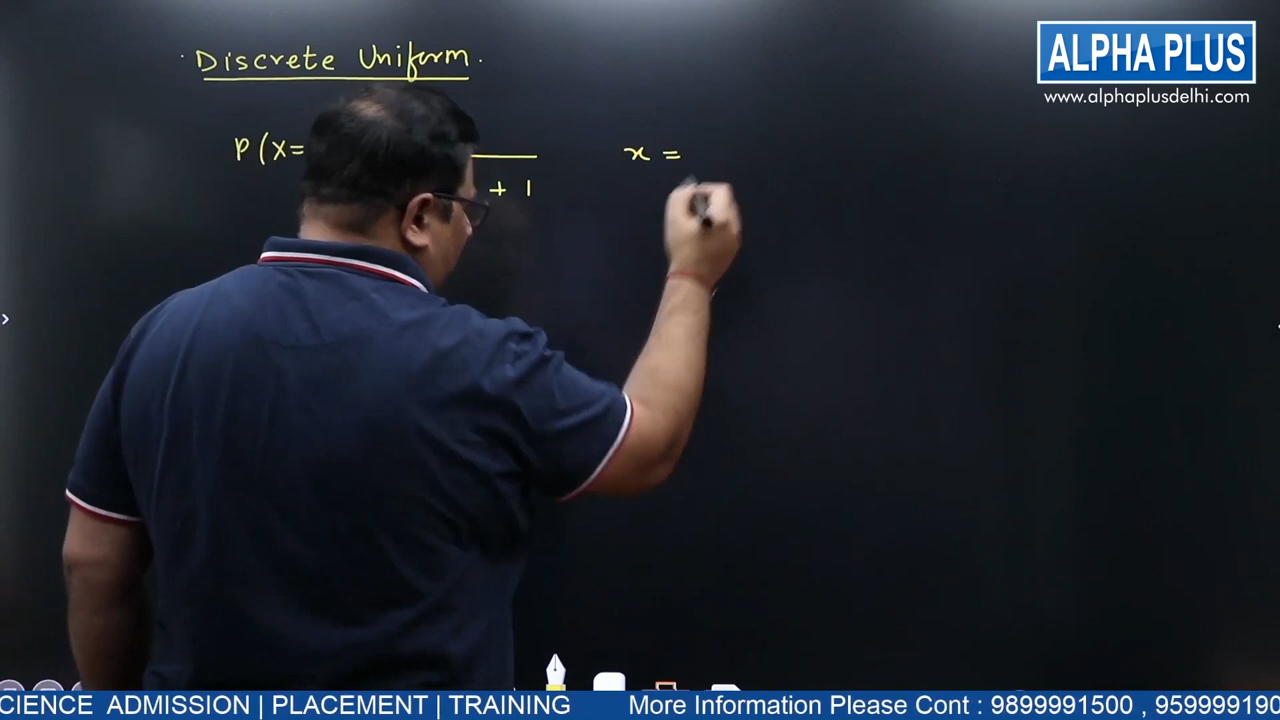 Discrete Uniform.
P(X=
x =
+ 1
ALPHA PLUS
www.alphaplusdelhi.com
CIENCE ADMISSION | PLACEMENT | TRAINING More Information Please Cont : 9899991500 , 959999190